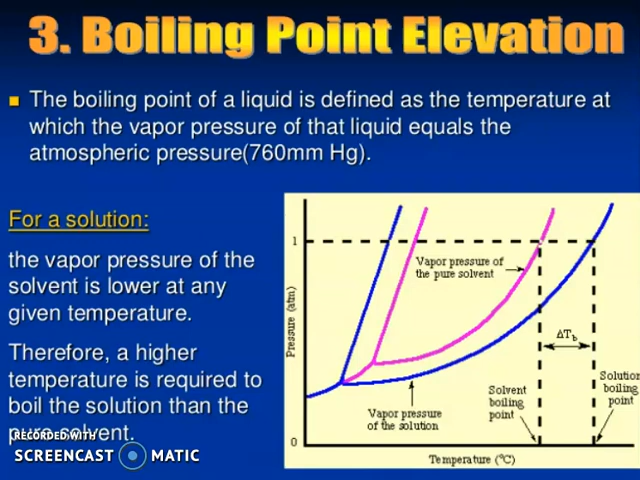 3. Boiling Point Elevation
The boiling point of a liquid is defined as the temperature at
which the vapor pressure of that liquid equals the
atmospheric pressure(760mm Hg).
For a solution:
the vapor pressure of the
solvent is lower at any
given temperature.
Therefore, a higher
temperature is required to
boil the solution than the
pure solvent.
RECORDED WITH
SCREENCAST MATIC
1
Vapor pressure of
the pure solvent
Pressure (atm)
ΔTb
Solvent
boiling
point
Solution
boiling
point
Vapor pressure
of the solution
0
Temperature (°C)